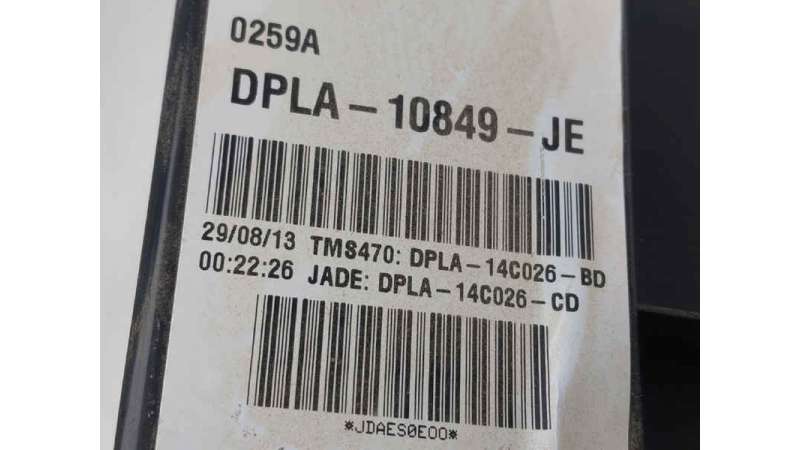 0259A
DPLA-10849-JE
29/08/13 TMS470: DPLA-14C026-BD
00:22:26 JADE: DPLA-14C026-CD
*JDAES0E00*